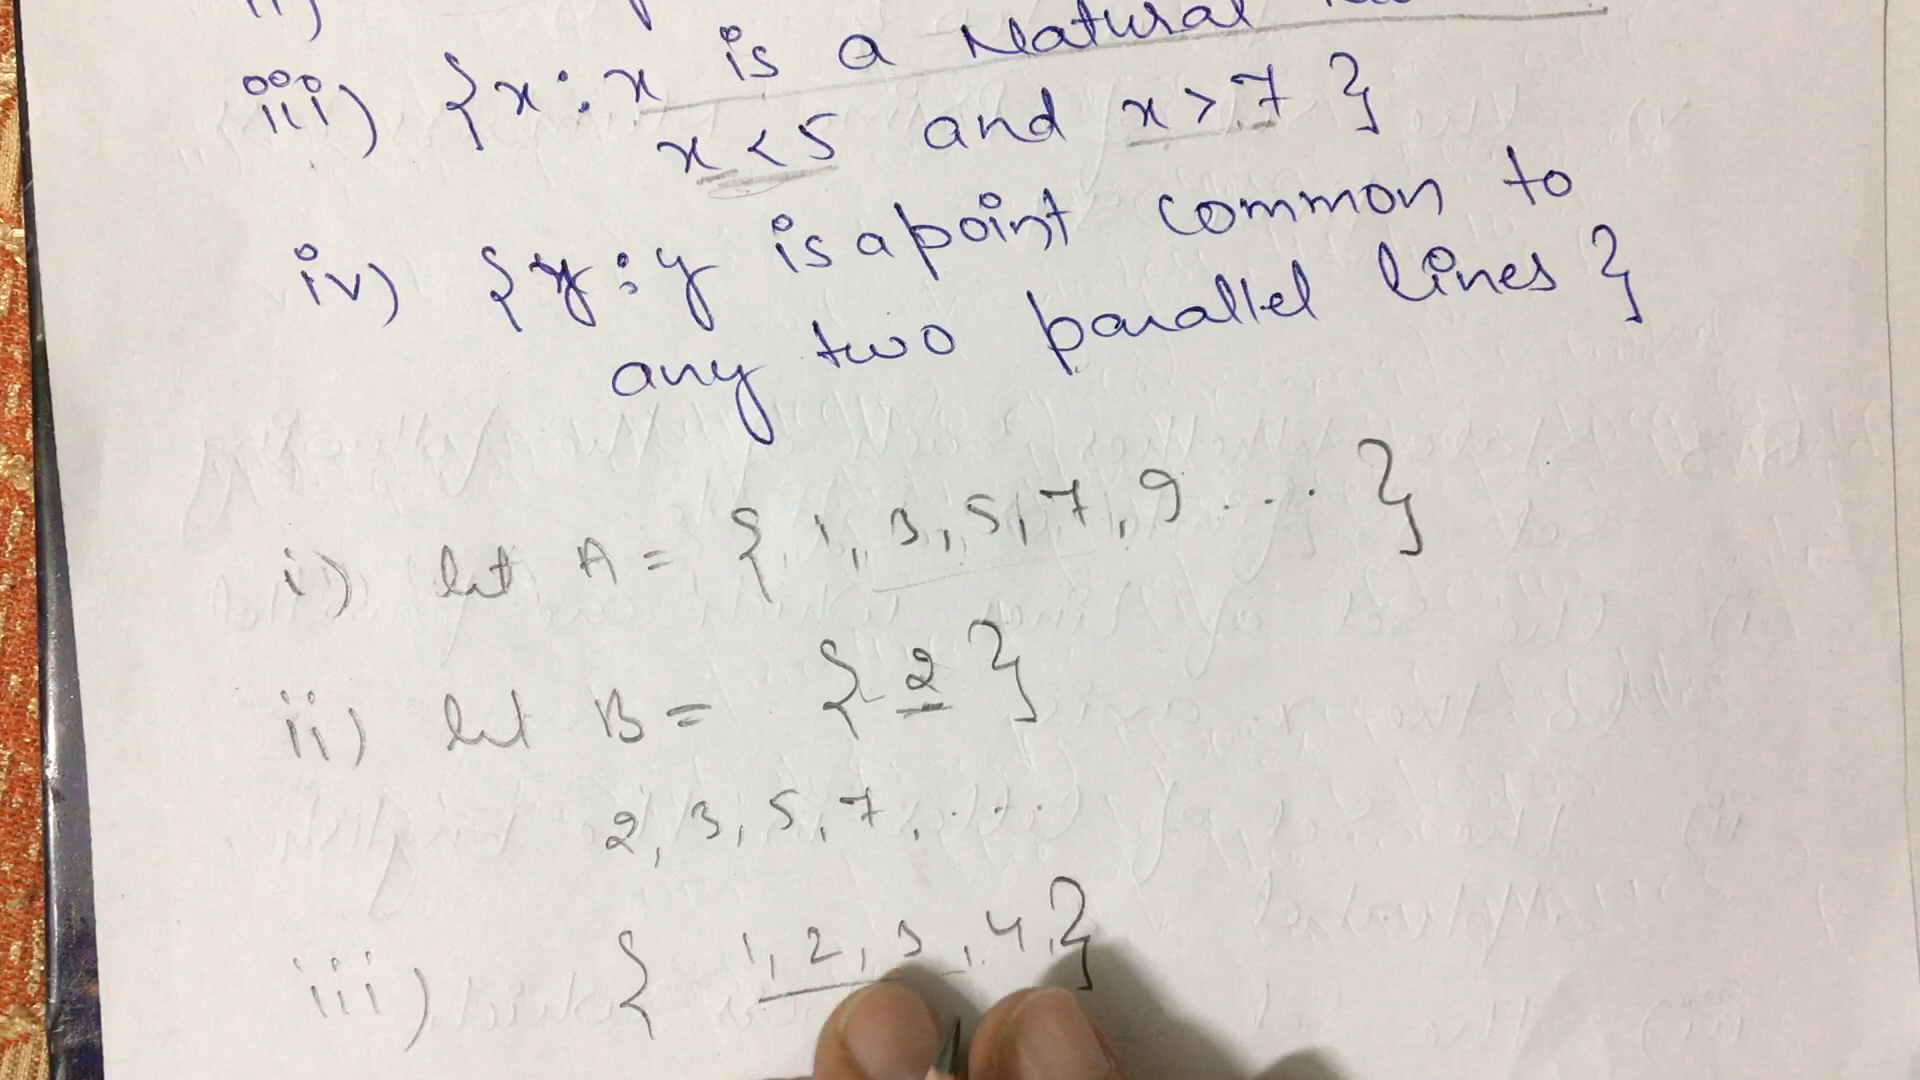 iii) {x : x is a Natural
x < 5 and x > 7 }
iv) {y : y is a point common to
any two parallel lines }
i) let A = { 1, 3, 5, 7, 9 ... }
ii) let B = { 2 }
2, 3, 5, 7, ....
iii) { 1, 2, 3, 4, }